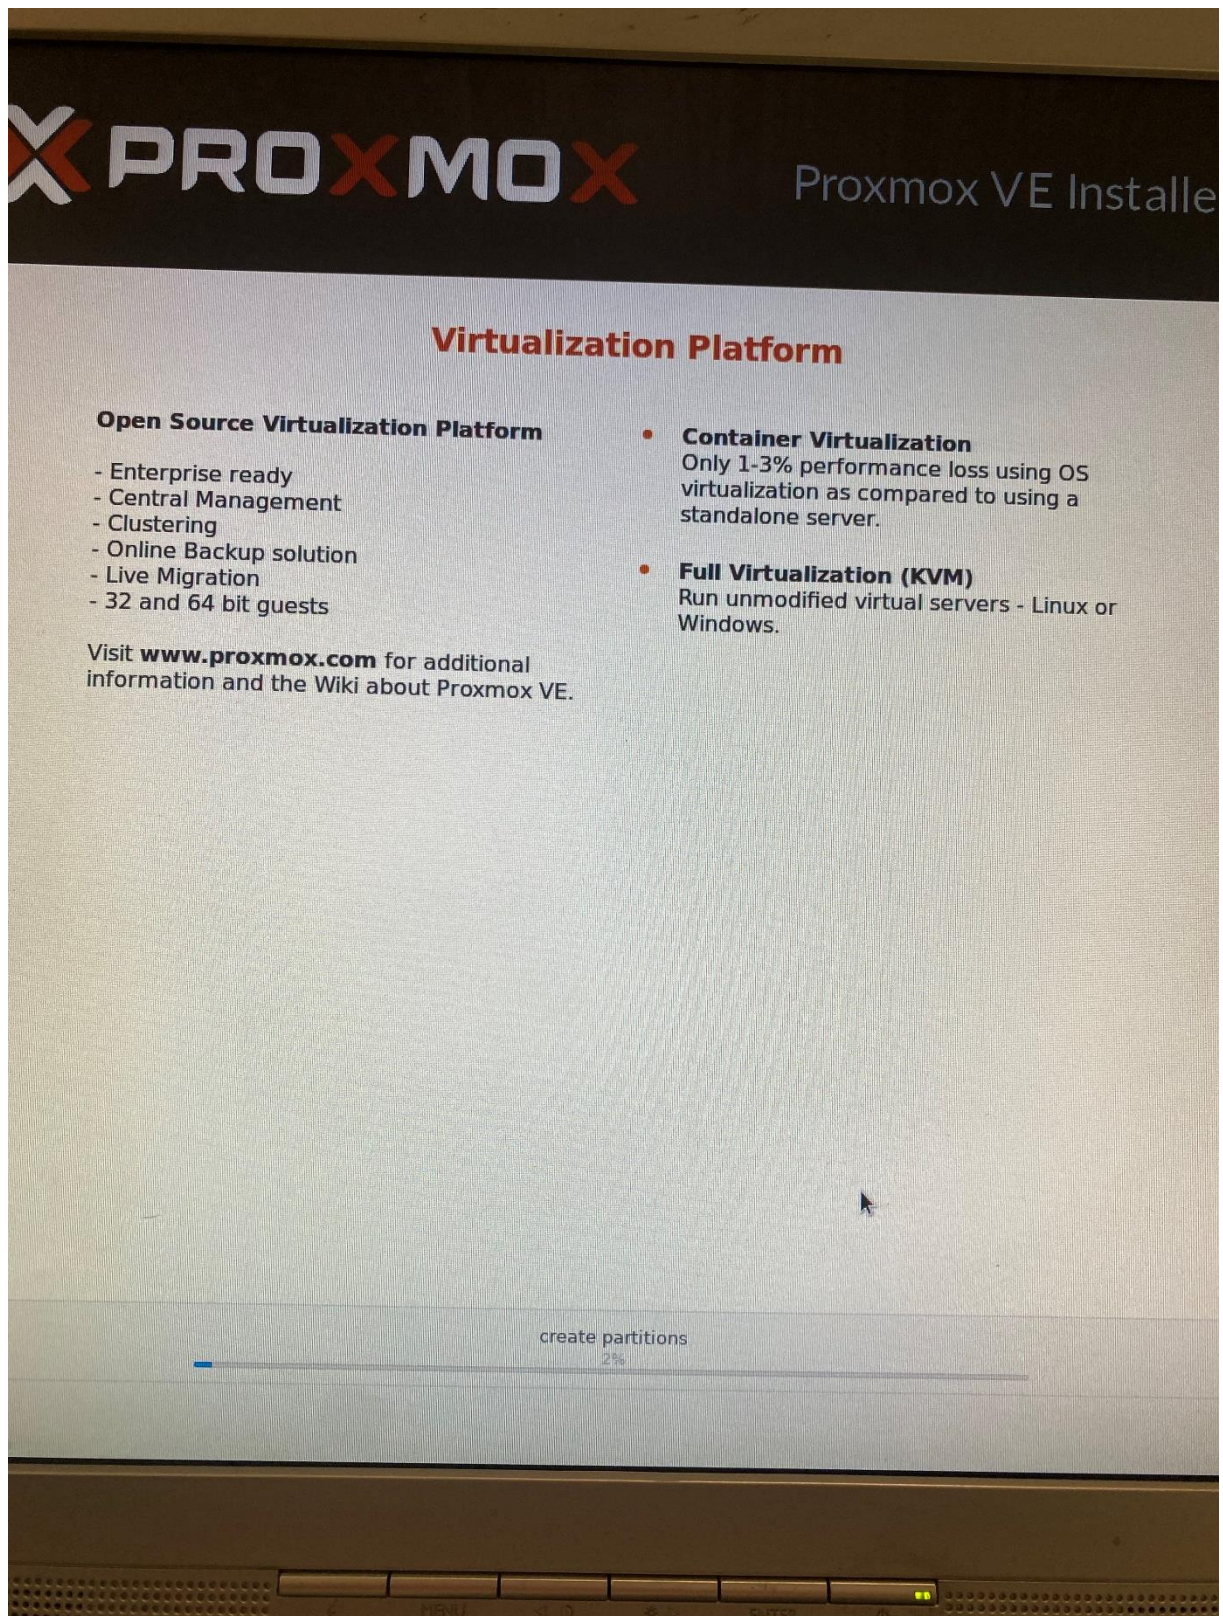 PROXMOX
Proxmox VE Installe
Virtualization Platform
Open Source Virtualization Platform
- Enterprise ready
- Central Management
- Clustering
- Online Backup solution
- Live Migration
- 32 and 64 bit guests
Visit www.proxmox.com for additional
information and the Wiki about Proxmox VE.
• Container Virtualization
Only 1-3% performance loss using OS
virtualization as compared to using a
standalone server.
• Full Virtualization (KVM)
Run unmodified virtual servers - Linux or
Windows.
create partitions
2%
MENU
ENTER